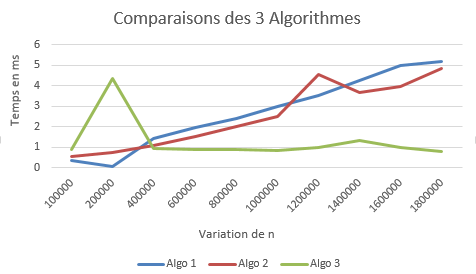 Comparaisons des 3 Algorithmes
Temps en ms
6
5
4
3
2
1
0
100000 200000 400000 600000 800000 1000000 1200000 1400000 1600000 1800000
Variation de n
Algo 1 Algo 2 Algo 3